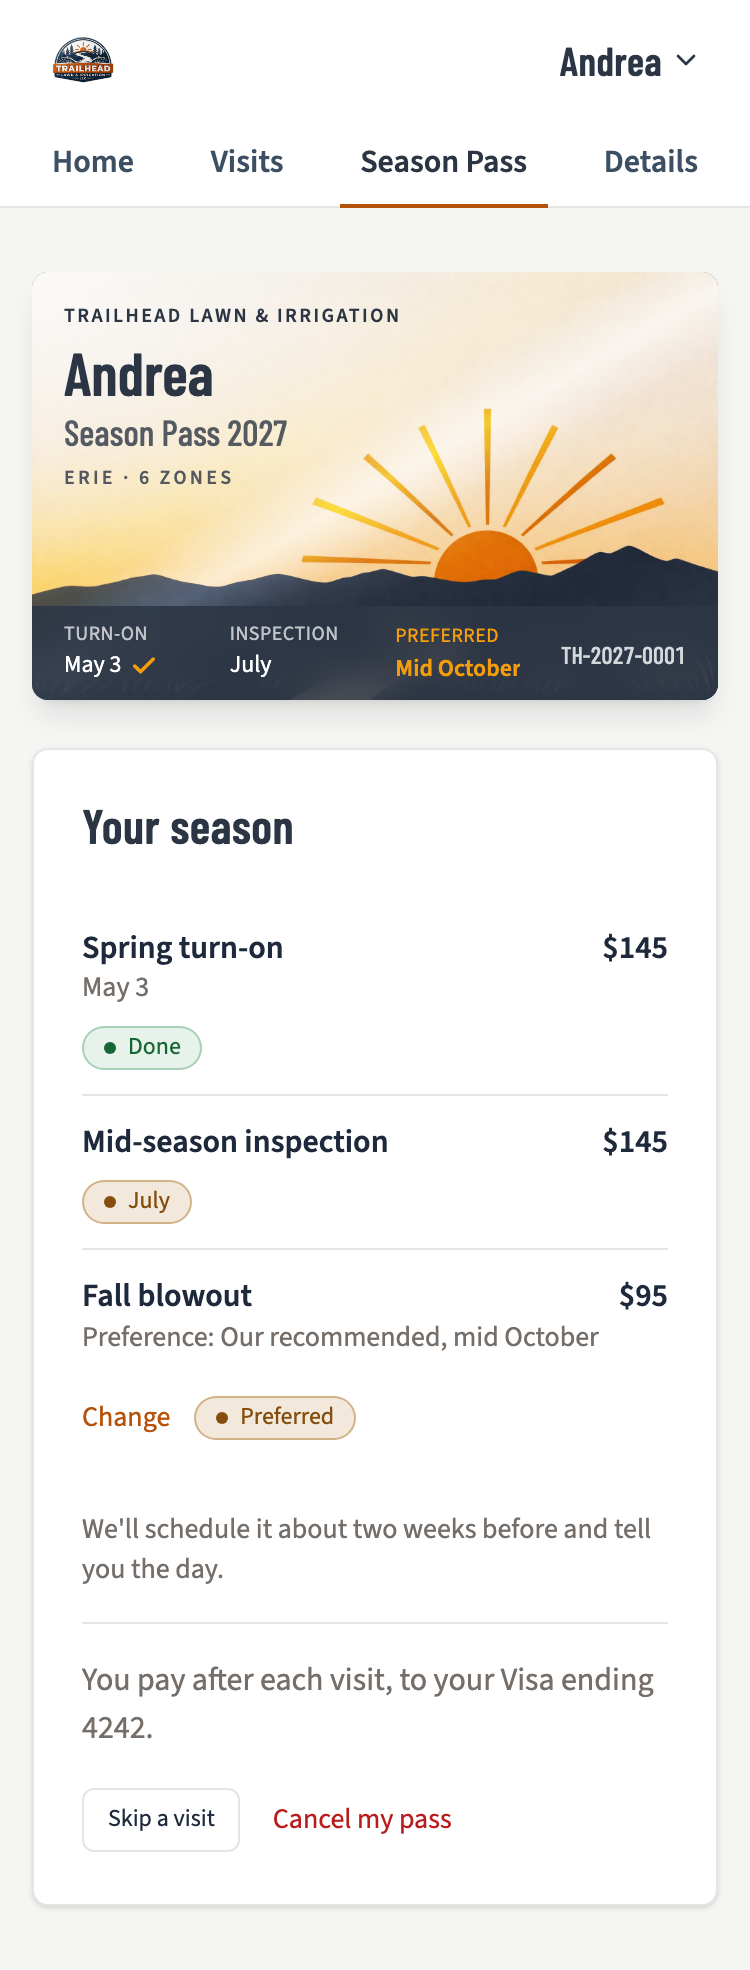 TRAILHEAD
LAWN & IRRIGATION
LLC
Andrea
Home Visits Season Pass Details
TRAILHEAD LAWN & IRRIGATION
Andrea
Season Pass 2027
ERIE · 6 ZONES
TURN-ON INSPECTION PREFERRED
May 3 July Mid October TH-2027-0001
Your season
Spring turn-on $145
May 3
Done
Mid-season inspection $145
July
Fall blowout $95
Preference: Our recommended, mid October
Change Preferred
We'll schedule it about two weeks before and tell
you the day.
You pay after each visit, to your Visa ending
4242.
Skip a visit Cancel my pass